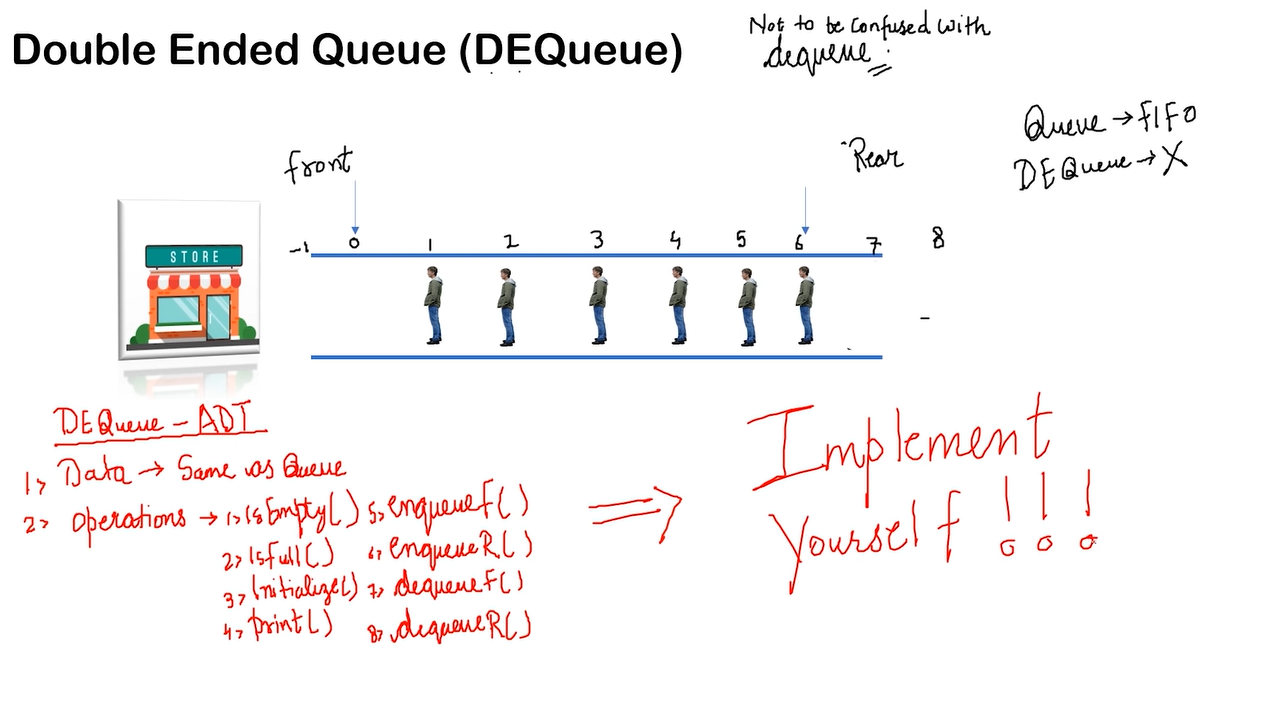 Double Ended Queue (DEQueue)
Not to be confused with
dequeue:
Queue → FIFO
DEQueue → X
front
Rear
-1 0 1 2 3 4 5 6 7 8
STORE
DEQueue - ADT
1> Data → Same as Queue
2> Operations → 1> isEmpty( ) 5> enqueueF( )
2> isFull( ) 6> enqueueR( )
3> Initialize( ) 7> dequeueF( )
4> print( ) 8> dequeueR( )
⇒
Implement
Yourself !!!